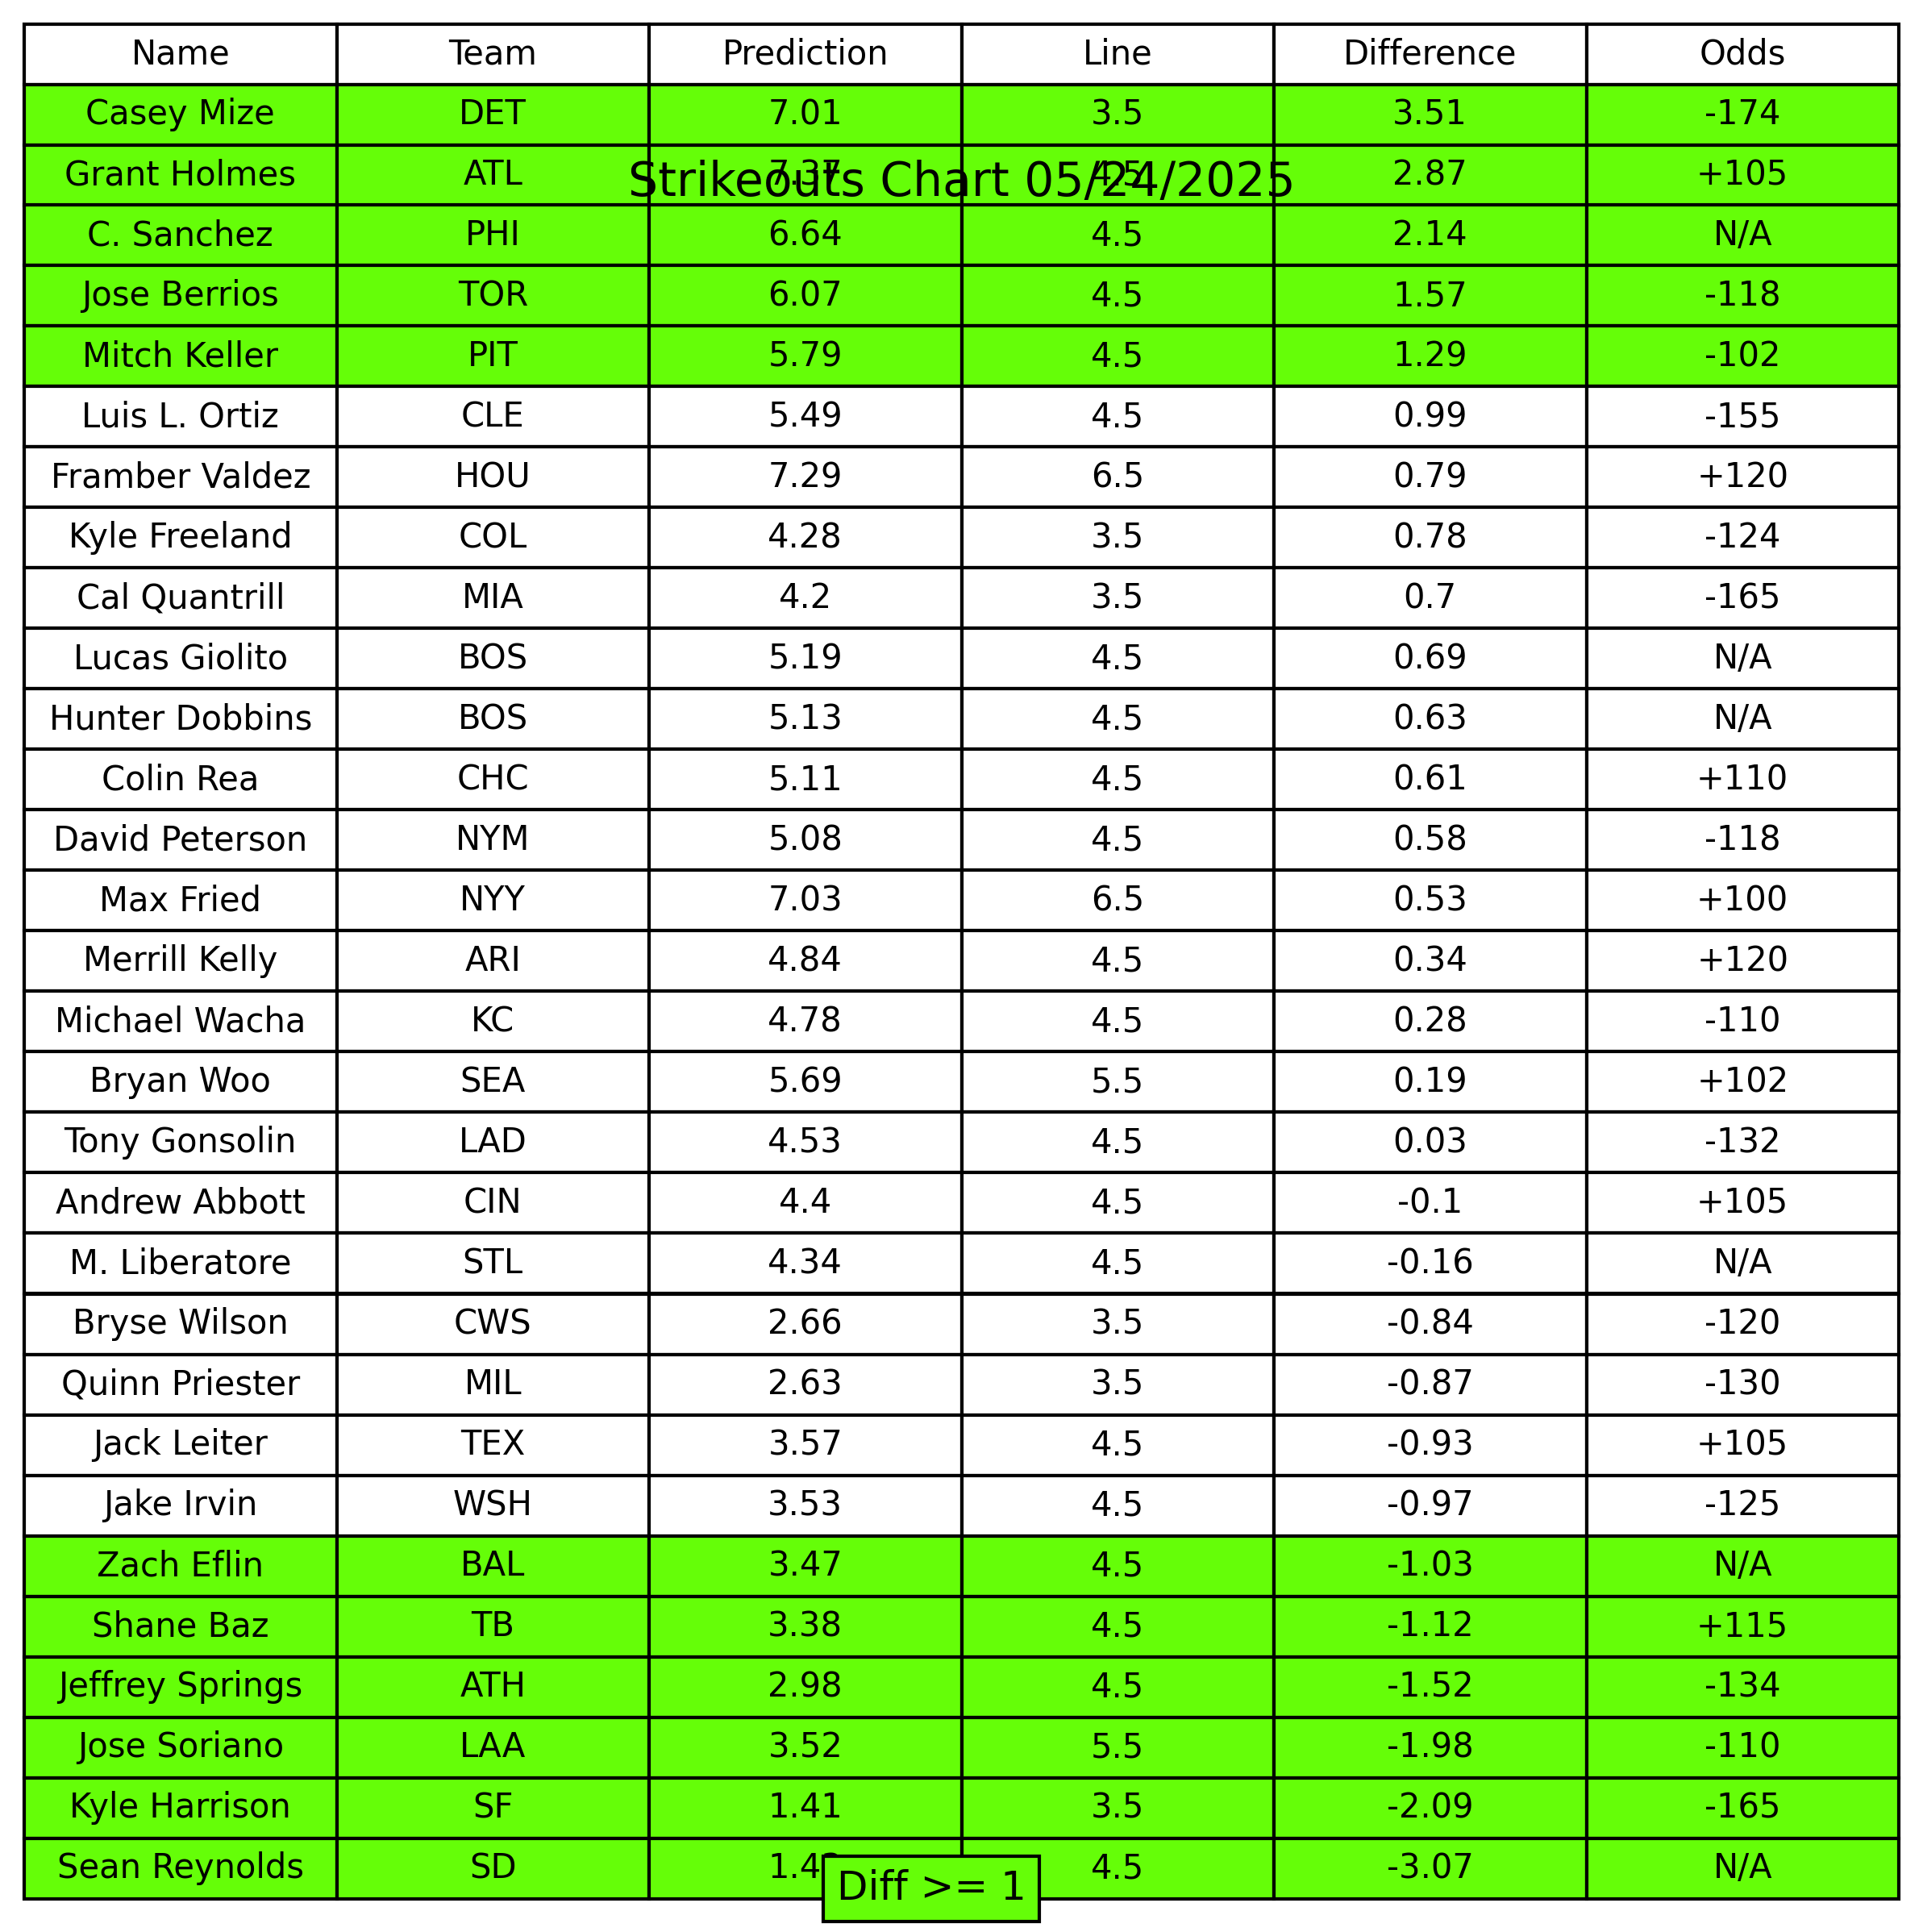 Name Team Prediction Line Difference Odds
Casey Mize DET 7.01 3.5 3.51 -174
Grant Holmes ATL 7.37 4.5 2.87 +105
Strikeouts Chart 05/24/2025
C. Sanchez PHI 6.64 4.5 2.14 N/A
Jose Berrios TOR 6.07 4.5 1.57 -118
Mitch Keller PIT 5.79 4.5 1.29 -102
Luis L. Ortiz CLE 5.49 4.5 0.99 -155
Framber Valdez HOU 7.29 6.5 0.79 +120
Kyle Freeland COL 4.28 3.5 0.78 -124
Cal Quantrill MIA 4.2 3.5 0.7 -165
Lucas Giolito BOS 5.19 4.5 0.69 N/A
Hunter Dobbins BOS 5.13 4.5 0.63 N/A
Colin Rea CHC 5.11 4.5 0.61 +110
David Peterson NYM 5.08 4.5 0.58 -118
Max Fried NYY 7.03 6.5 0.53 +100
Merrill Kelly ARI 4.84 4.5 0.34 +120
Michael Wacha KC 4.78 4.5 0.28 -110
Bryan Woo SEA 5.69 5.5 0.19 +102
Tony Gonsolin LAD 4.53 4.5 0.03 -132
Andrew Abbott CIN 4.4 4.5 -0.1 +105
M. Liberatore STL 4.34 4.5 -0.16 N/A
Bryse Wilson CWS 2.66 3.5 -0.84 -120
Quinn Priester MIL 2.63 3.5 -0.87 -130
Jack Leiter TEX 3.57 4.5 -0.93 +105
Jake Irvin WSH 3.53 4.5 -0.97 -125
Zach Eflin BAL 3.47 4.5 -1.03 N/A
Shane Baz TB 3.38 4.5 -1.12 +115
Jeffrey Springs ATH 2.98 4.5 -1.52 -134
Jose Soriano LAA 3.52 5.5 -1.98 -110
Kyle Harrison SF 1.41 3.5 -2.09 -165
Sean Reynolds SD 4.5 -3.07 N/A
Diff >= 1